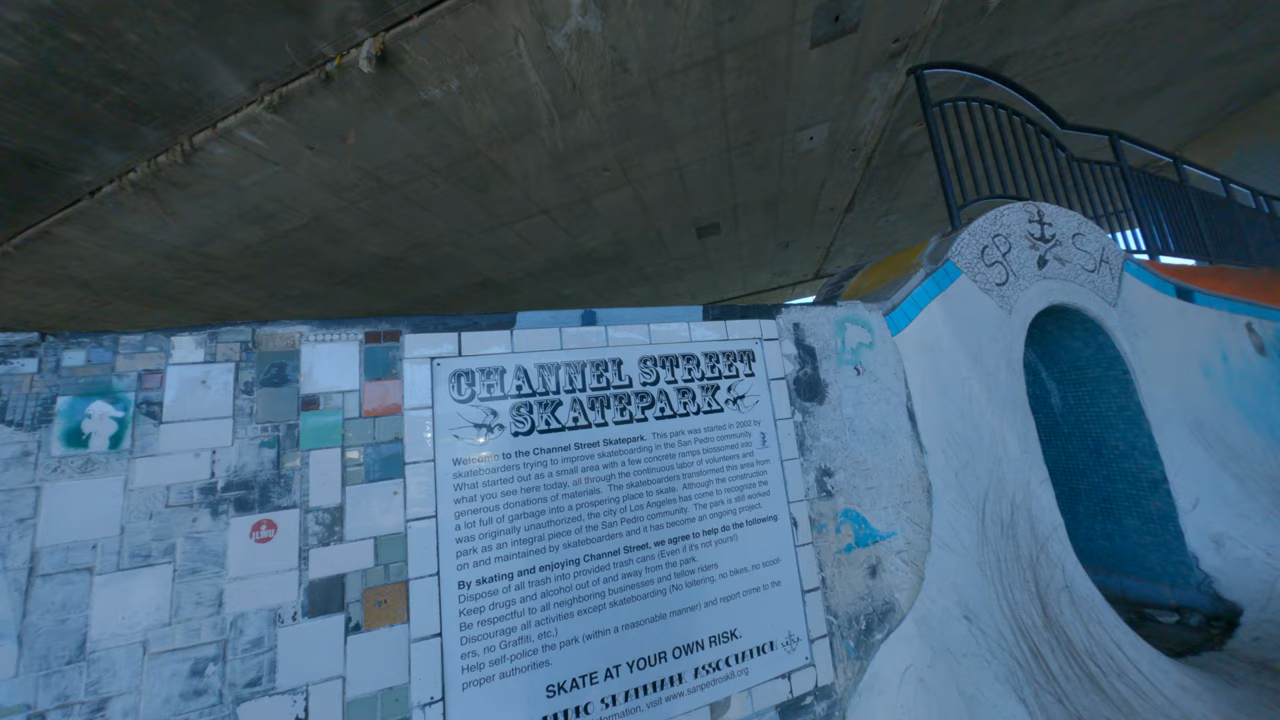 SP SA
CHANNEL STREET
SKATEPARK
Welcome to the Channel Street Skatepark. This park was started in 2002 by
skateboarders trying to improve skateboarding in the San Pedro community.
What started out as a small area with a few concrete ramps blossomed into
what you see here today, all through the continuous labor of volunteers and
generous donations of materials. The skateboarders transformed this area from
a lot full of garbage into a prospering place to skate. Although the construction
was originally unauthorized, the city of Los Angeles has come to recognize the
park as an integral piece of the San Pedro community. The park is still worked
on and maintained by skateboarders and it has become an ongoing project.
By skating and enjoying Channel Street, we agree to help do the following:
Dispose of all trash into provided trash cans (Even if it's not yours!)
Keep drugs and alcohol out of and away from the park.
Be respectful to all neighboring businesses and fellow riders
Discourage all activities except skateboarding (No loitering, no bikes, no scoot-
ers, no Graffiti, etc.)
Help self-police the park (within a reasonable manner) and report crime to the
proper authorities.
SKATE AT YOUR OWN RISK.
PEDRO SKATEPARK ASSOCIATION
visit www.sanpedrosk8.org
ILWU